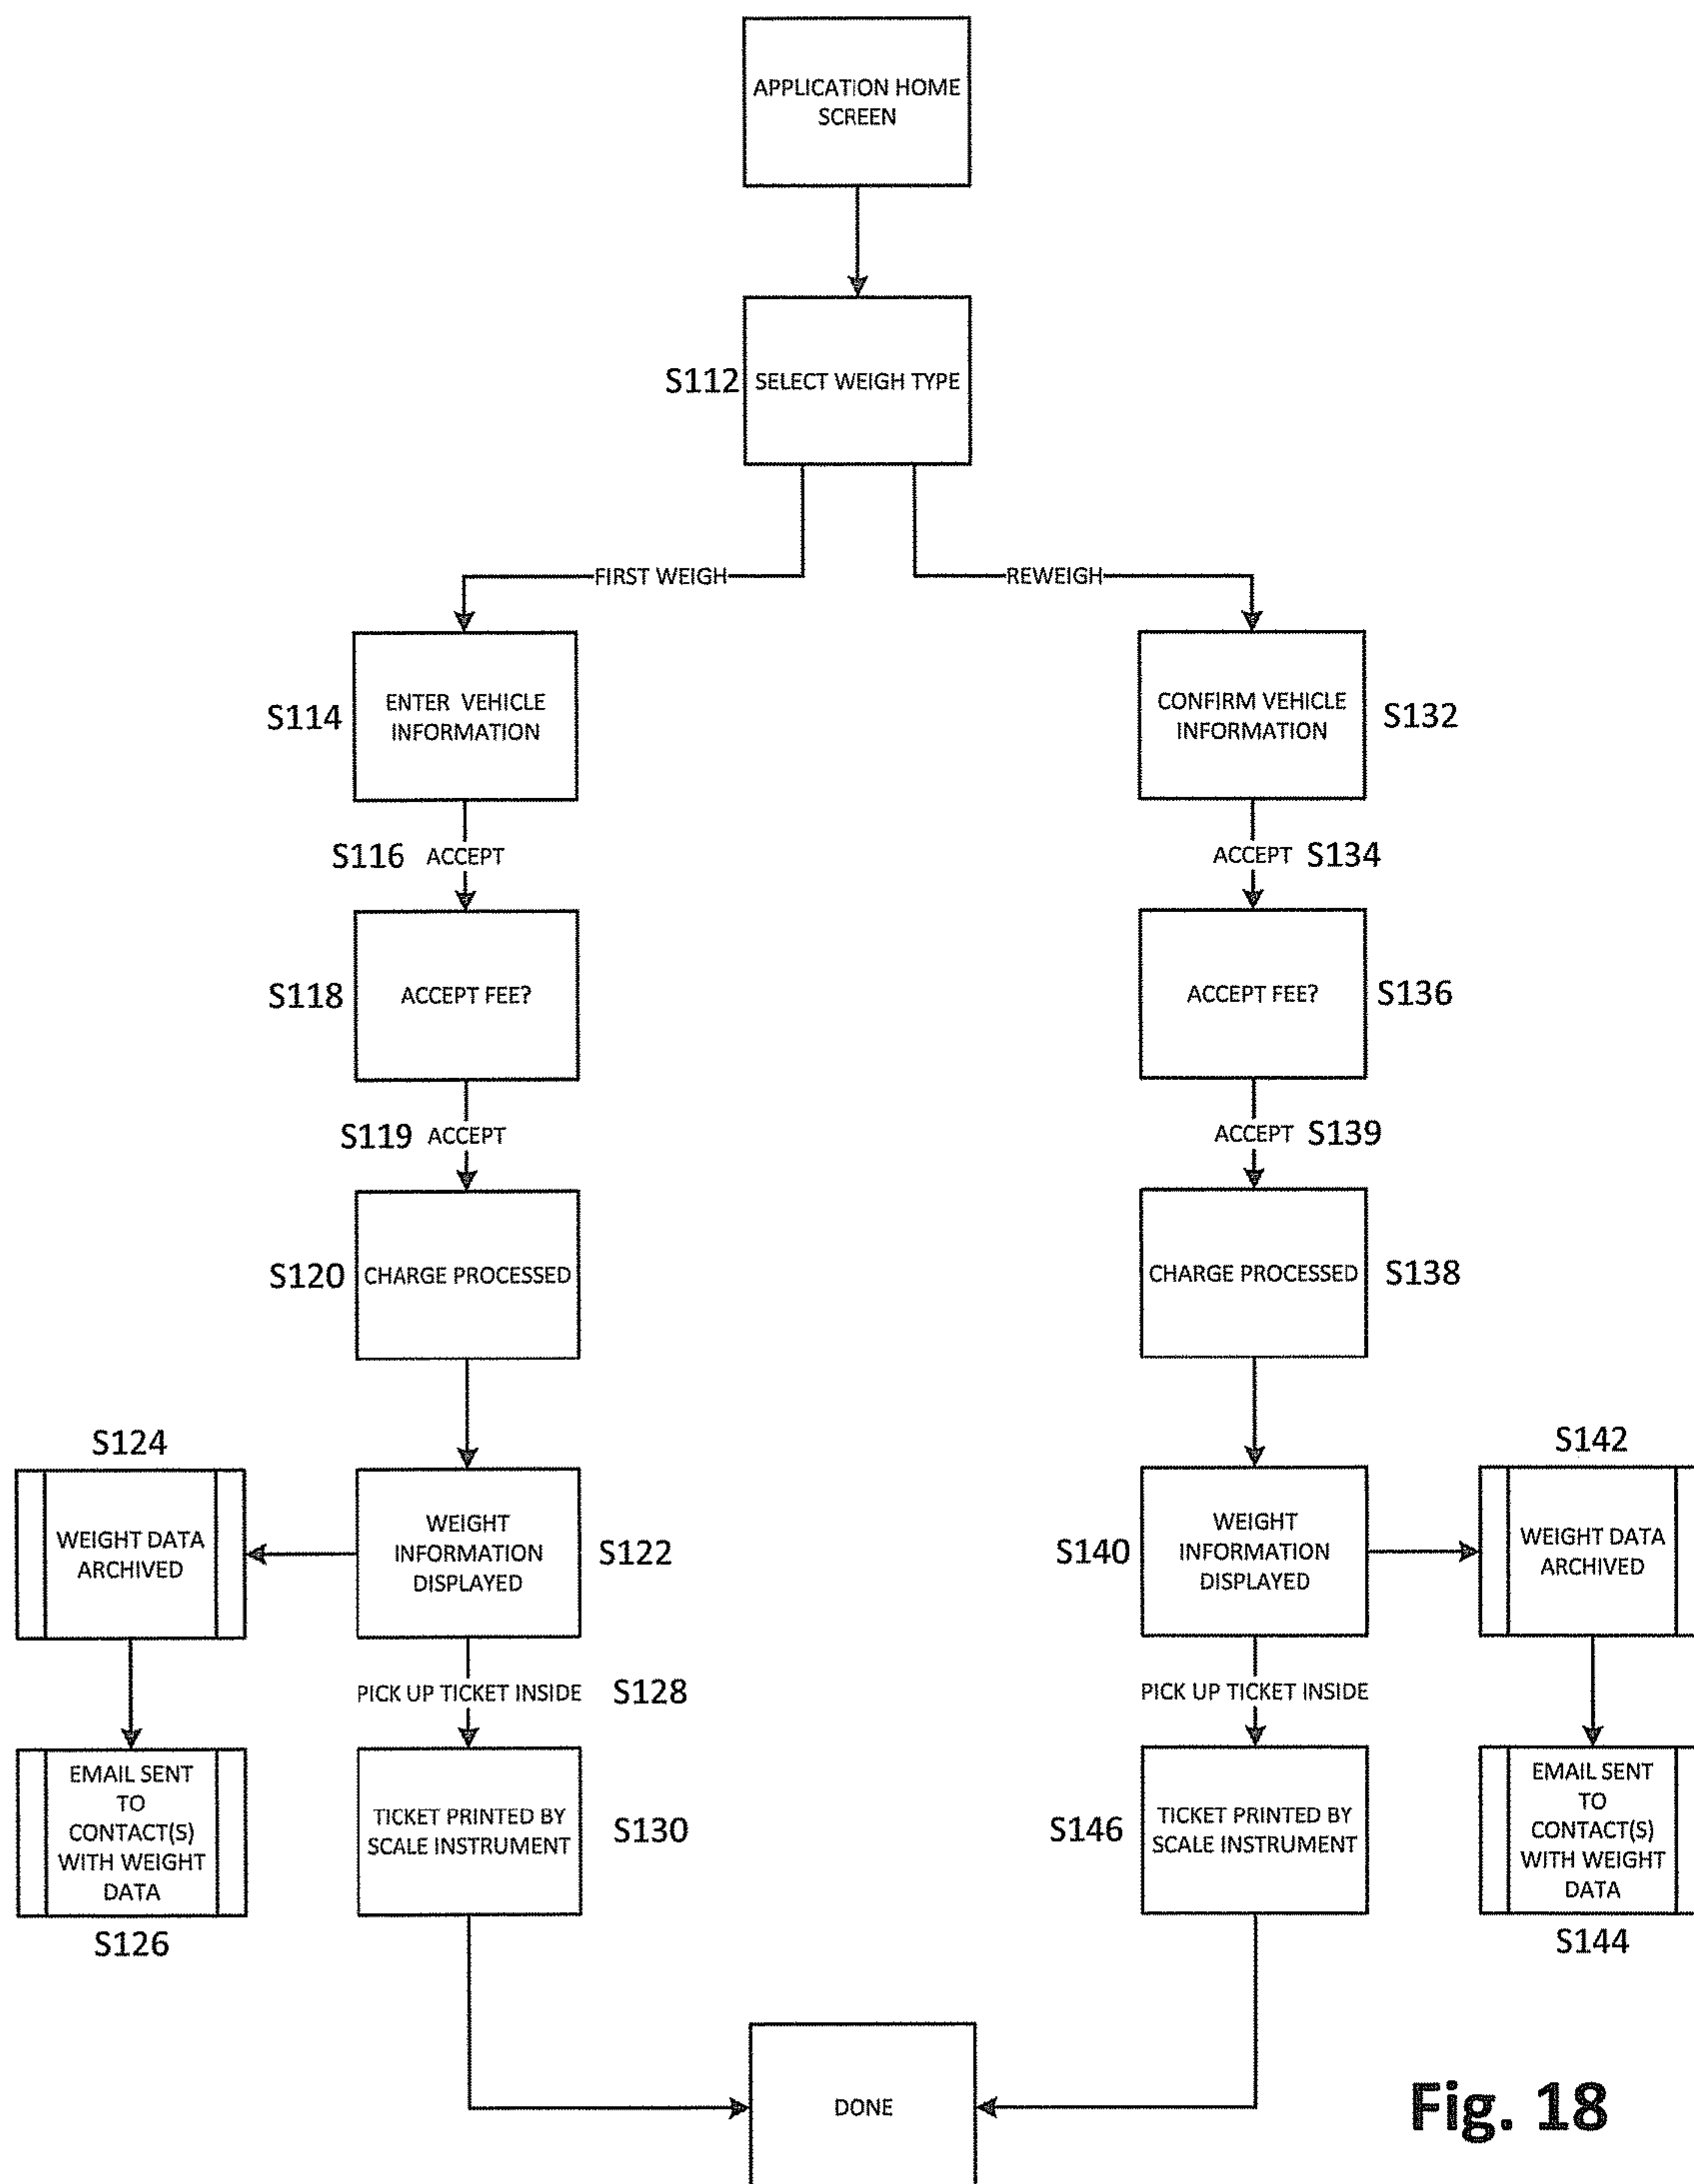 APPLICATION HOME
SCREEN
S112
SELECT WEIGH TYPE
FIRST WEIGH
REWEIGH
S114
ENTER VEHICLE
INFORMATION
CONFIRM VEHICLE
INFORMATION
S132
S116
ACCEPT
ACCEPT
S134
S118
ACCEPT FEE?
ACCEPT FEE?
S136
S119
ACCEPT
ACCEPT
S139
S120
CHARGE PROCESSED
CHARGE PROCESSED
S138
S124
WEIGHT DATA
ARCHIVED
WEIGHT
INFORMATION
DISPLAYED
S122
S140
WEIGHT
INFORMATION
DISPLAYED
S142
WEIGHT DATA
ARCHIVED
PICK UP TICKET INSIDE
S128
PICK UP TICKET INSIDE
EMAIL SENT
TO
CONTACT(S)
WITH WEIGHT
DATA
S126
TICKET PRINTED BY
SCALE INSTRUMENT
S130
S146
TICKET PRINTED BY
SCALE INSTRUMENT
EMAIL SENT
TO
CONTACT(S)
WITH WEIGHT
DATA
S144
DONE
Fig. 18